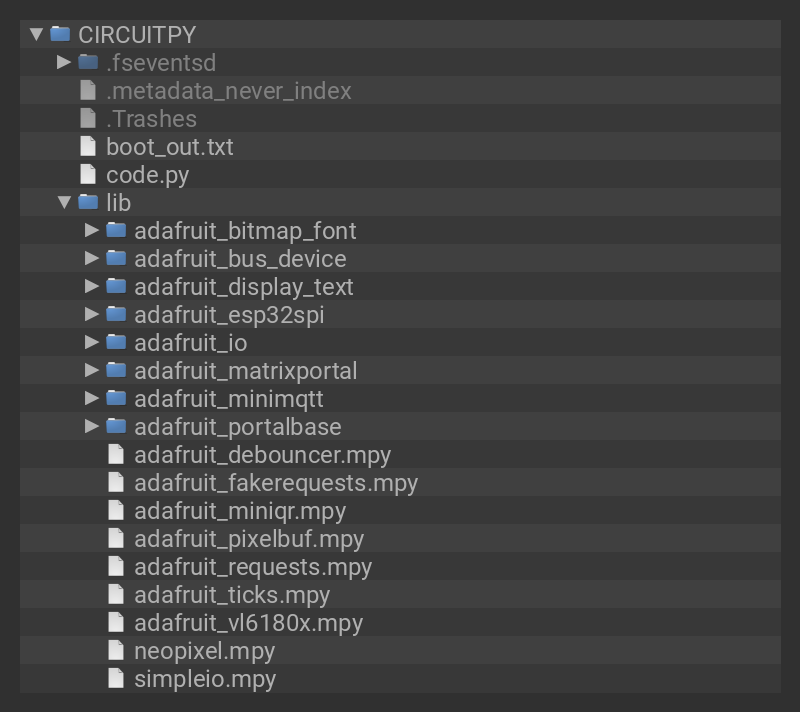 CIRCUITPY
.fseventsd
.metadata_never_index
.Trashes
boot_out.txt
code.py
lib
adafruit_bitmap_font
adafruit_bus_device
adafruit_display_text
adafruit_esp32spi
adafruit_io
adafruit_matrixportal
adafruit_minimqtt
adafruit_portalbase
adafruit_debouncer.mpy
adafruit_fakerequests.mpy
adafruit_miniqr.mpy
adafruit_pixelbuf.mpy
adafruit_requests.mpy
adafruit_ticks.mpy
adafruit_vl6180x.mpy
neopixel.mpy
simpleio.mpy